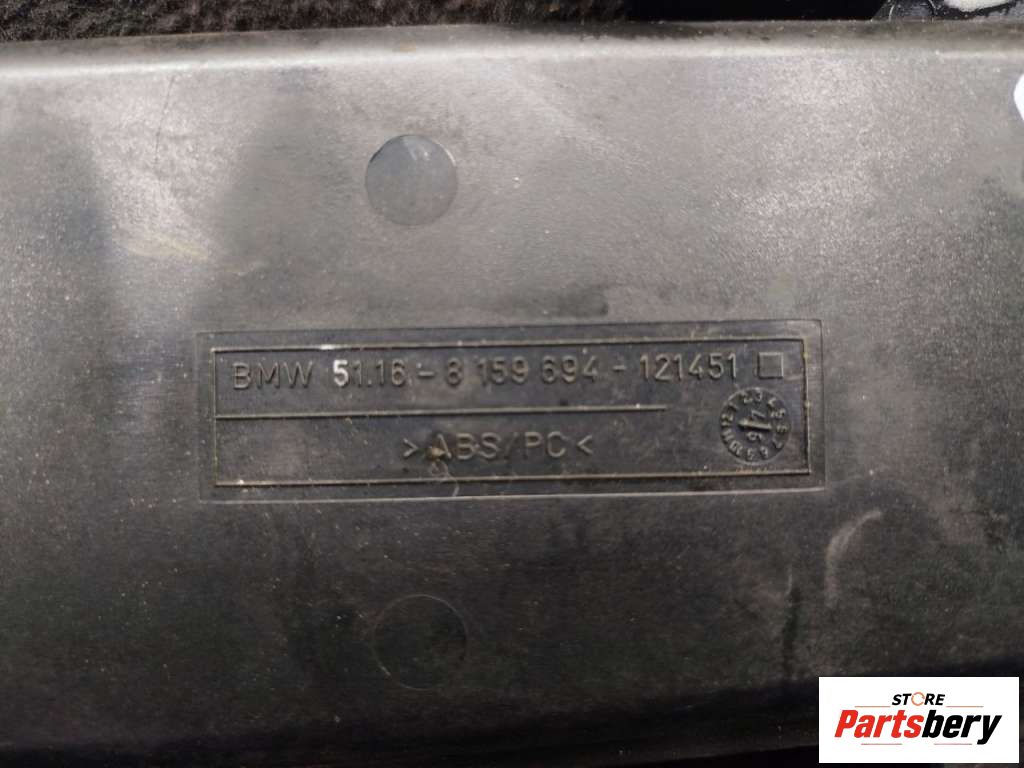 BMW 51.16 - 8 159 694 - 121451
>ABS/PC<
STORE
Partsbery